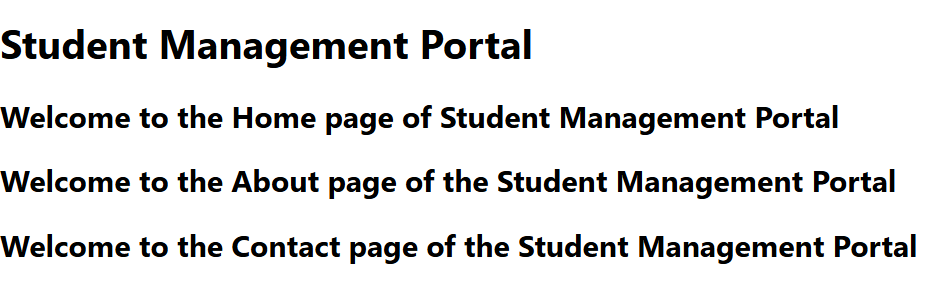 Student Management Portal
Welcome to the Home page of Student Management Portal
Welcome to the About page of the Student Management Portal
Welcome to the Contact page of the Student Management Portal